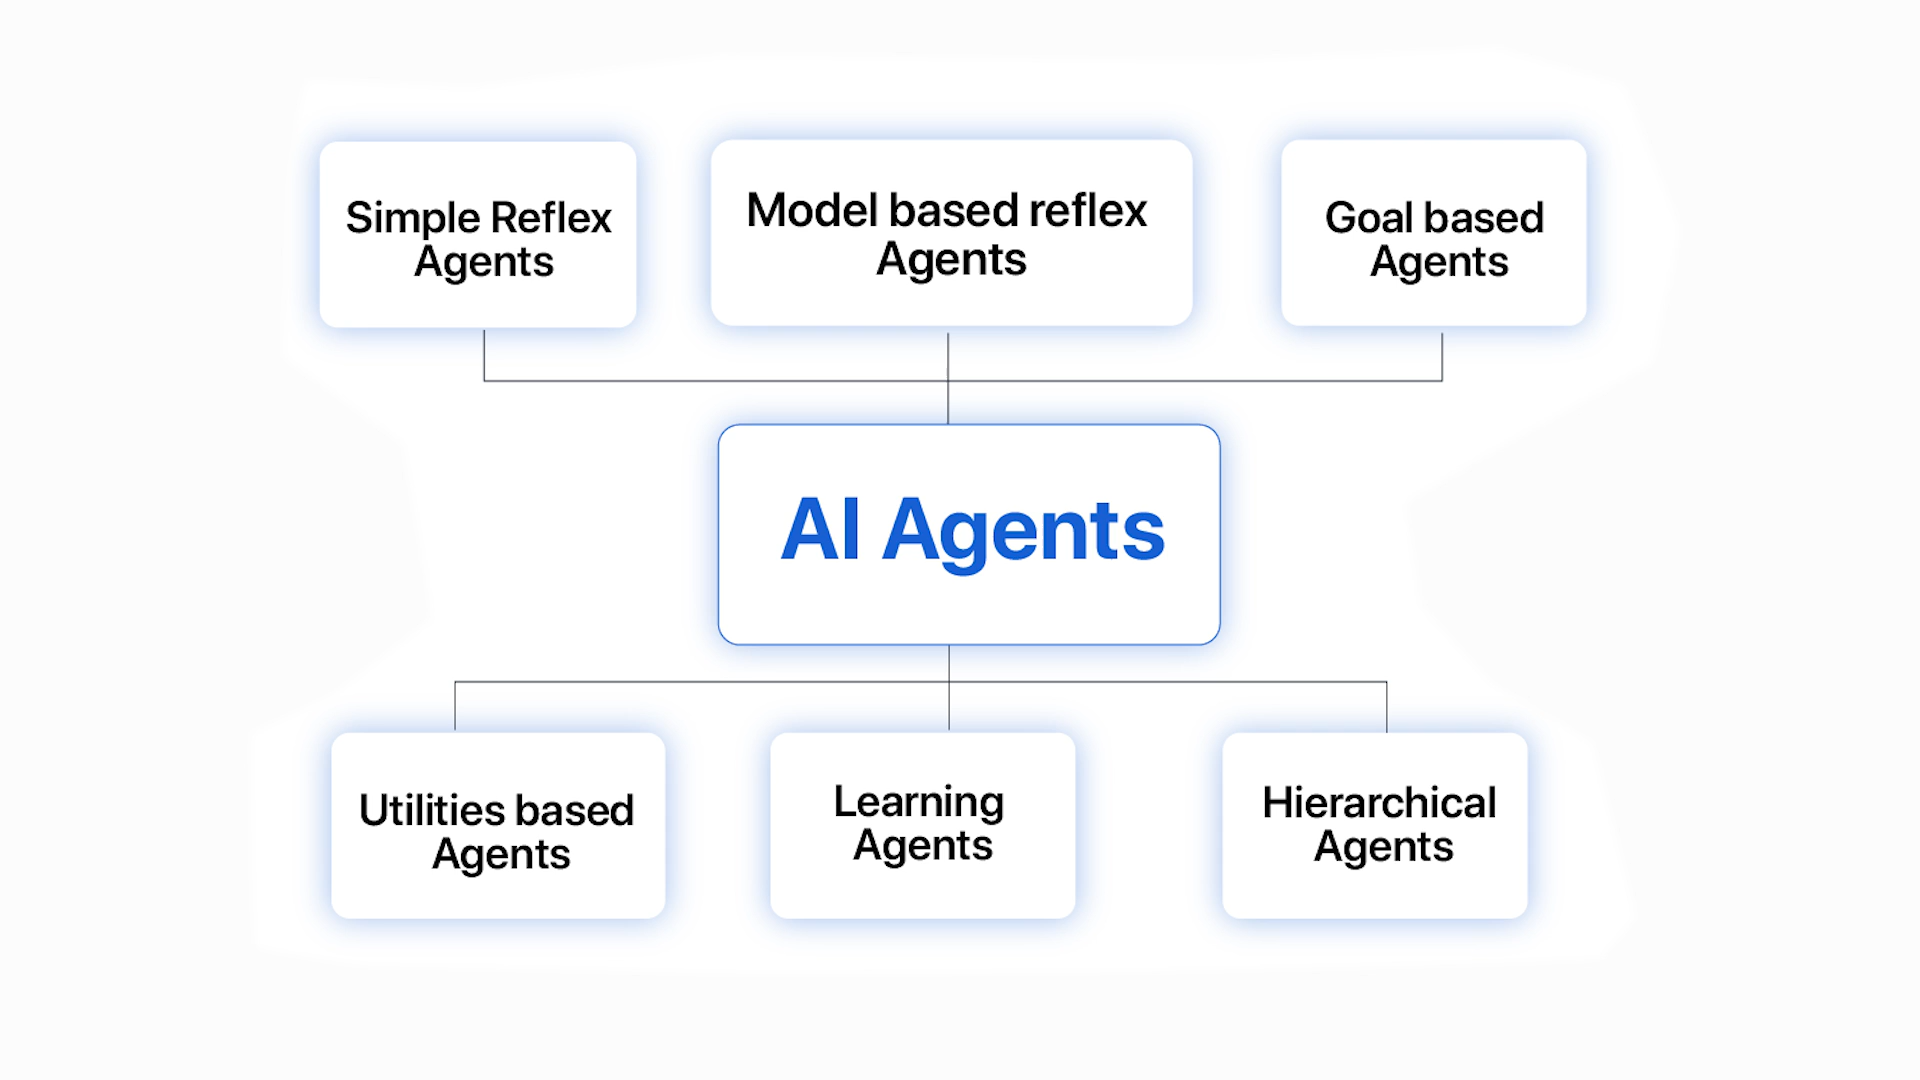 Simple Reflex
Agents
Model based reflex
Agents
Goal based
Agents
AI Agents
Utilities based
Agents
Learning
Agents
Hierarchical
Agents